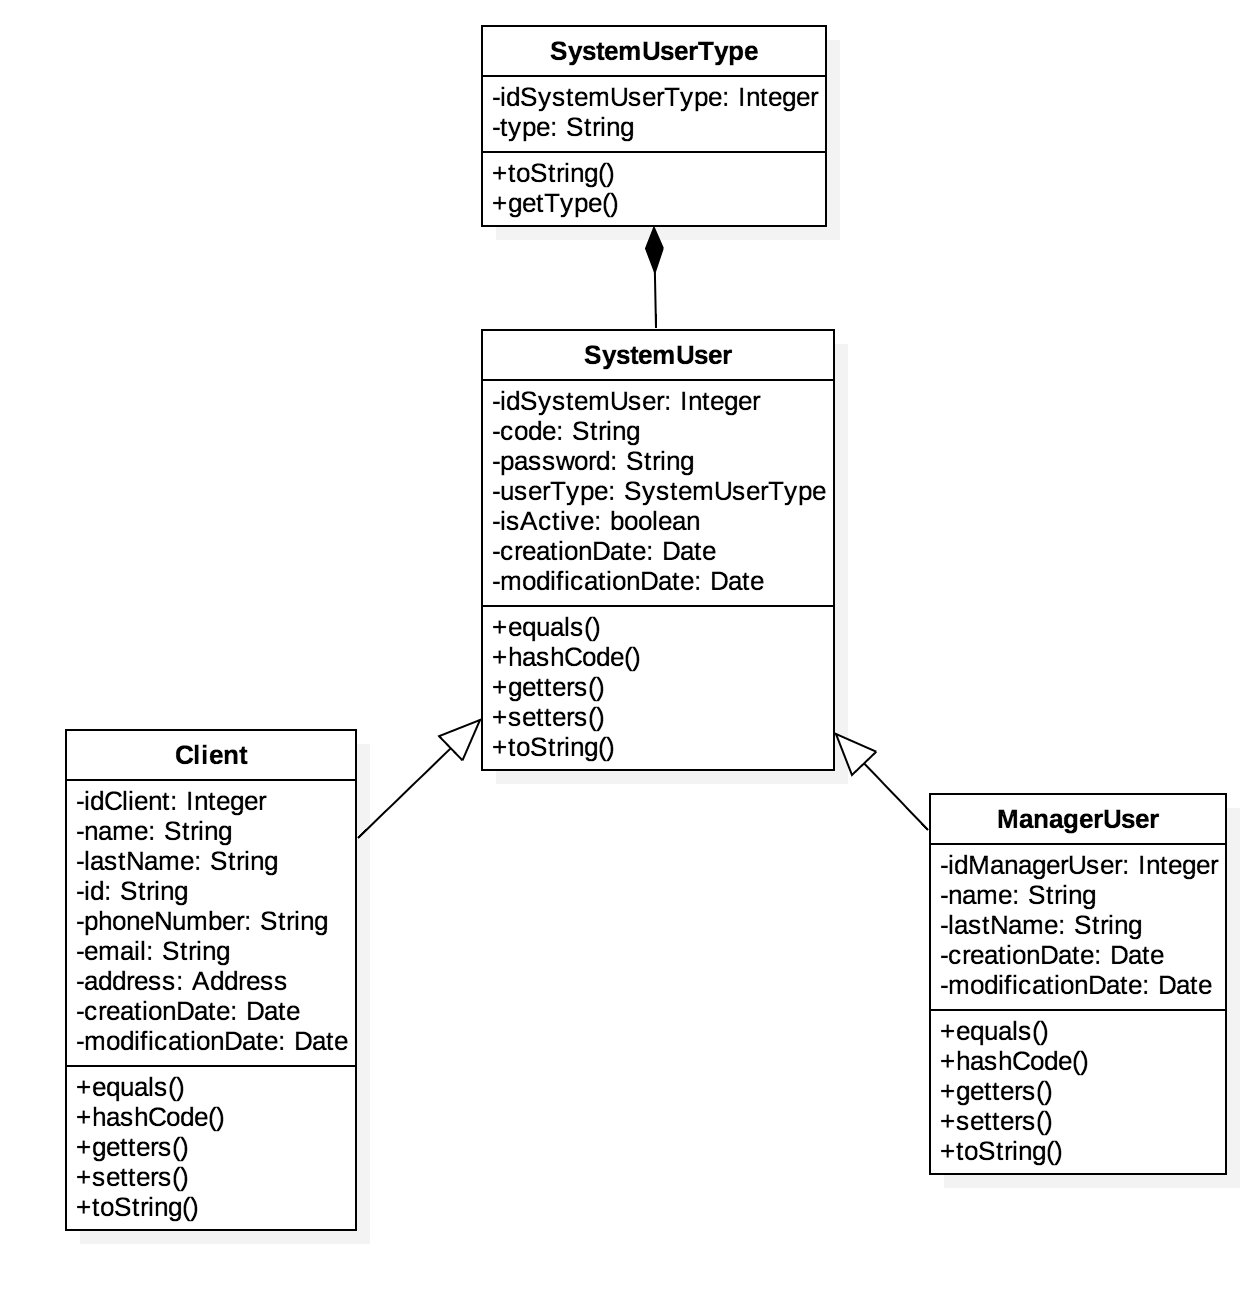 SystemUserType
-idSystemUserType: Integer
-type: String
+toString()
+getType()
SystemUser
-idSystemUser: Integer
-code: String
-password: String
-userType: SystemUserType
-isActive: boolean
-creationDate: Date
-modificationDate: Date
+equals()
+hashCode()
+getters()
+setters()
+toString()
Client
-idClient: Integer
-name: String
-lastName: String
-id: String
-phoneNumber: String
-email: String
-address: Address
-creationDate: Date
-modificationDate: Date
+equals()
+hashCode()
+getters()
+setters()
+toString()
ManagerUser
-idManagerUser: Integer
-name: String
-lastName: String
-creationDate: Date
-modificationDate: Date
+equals()
+hashCode()
+getters()
+setters()
+toString()